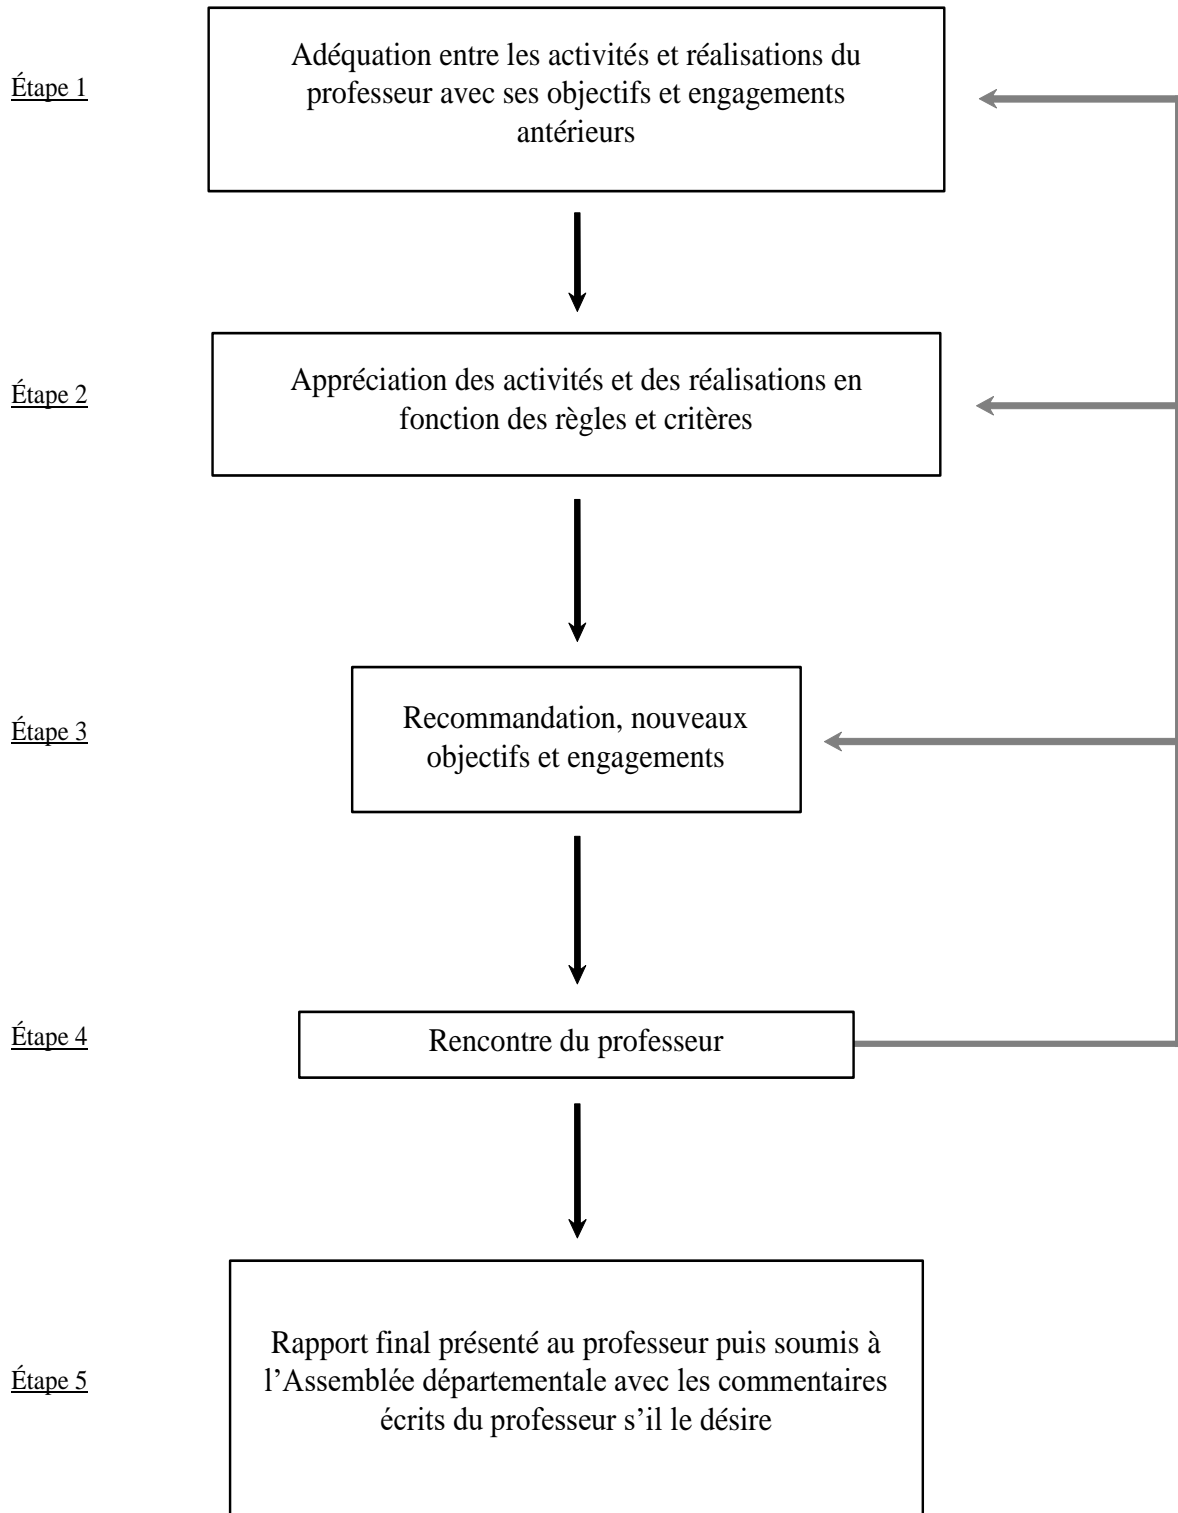 Étape 1
Adéquation entre les activités et réalisations du
professeur avec ses objectifs et engagements
antérieurs
Étape 2
Appréciation des activités et des réalisations en
fonction des règles et critères
Étape 3
Recommandation, nouveaux
objectifs et engagements
Étape 4
Rencontre du professeur
Étape 5
Rapport final présenté au professeur puis soumis à
l’Assemblée départementale avec les commentaires
écrits du professeur s’il le désire